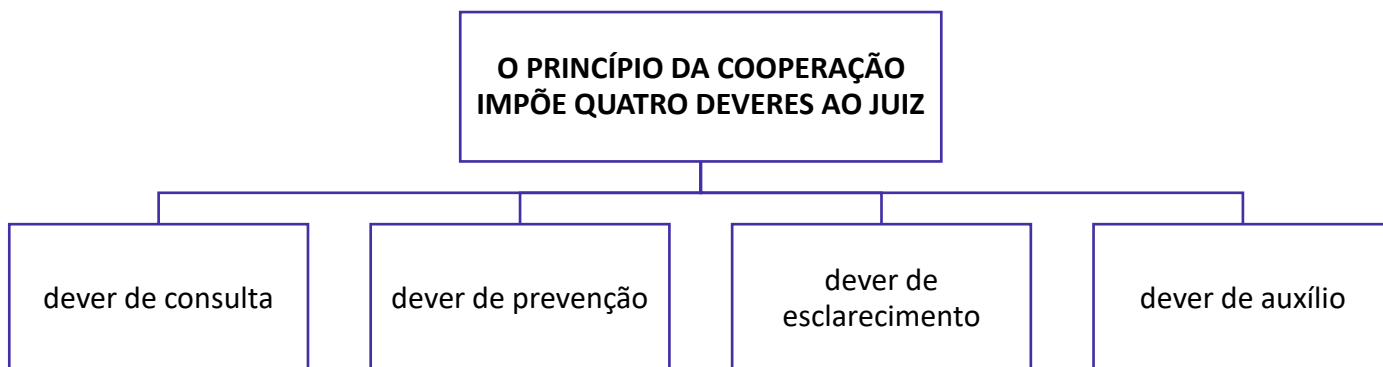 O PRINCÍPIO DA COOPERAÇÃO
IMPÕE QUATRO DEVERES AO JUIZ
dever de consulta
dever de prevenção
dever de
esclarecimento
dever de auxílio